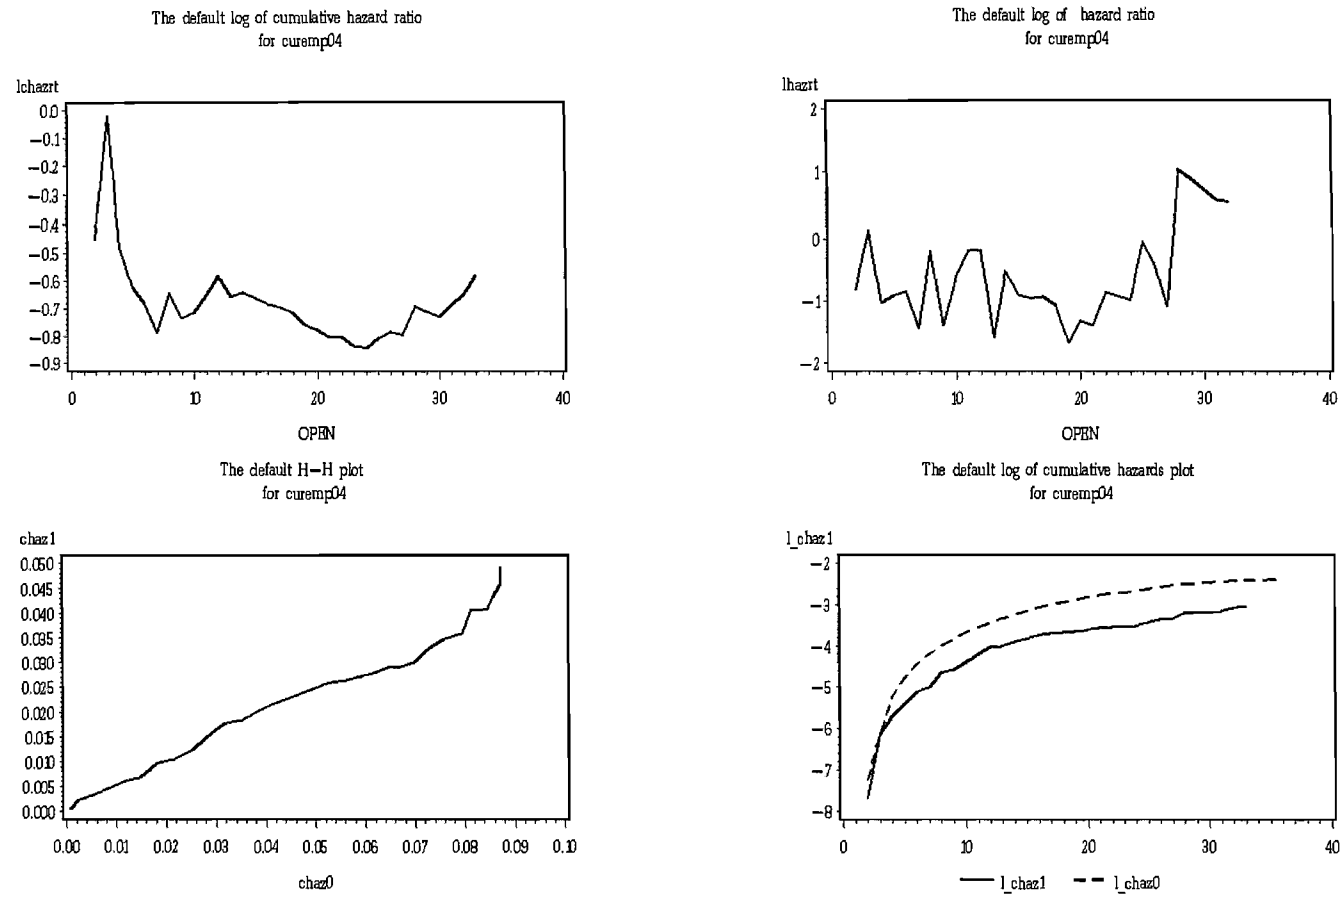 The default log of cumulative hazard ratio
for curemp04
lchazrt
0.0
−0.1
−0.2
−0.3
−0.4
−0.5
−0.6
−0.7
−0.8
−0.9
0 10 20 30 40
OPEN
The default log of hazard ratio
for curemp04
lhazrt
2
1
0
−1
−2
0 10 20 30 40
OPEN
The default H−H plot
for curemp04
chaz1
0.050
0.045
0.040
0.035
0.030
0.025
0.020
0.015
0.010
0.005
0.000
0.00 0.01 0.02 0.03 0.04 0.05 0.06 0.07 0.08 0.09 0.10
chaz0
The default log of cumulative hazards plot
for curemp04
l_chaz1
−2
−3
−4
−5
−6
−7
−8
0 10 20 30 40
l_chaz1 l_chaz0